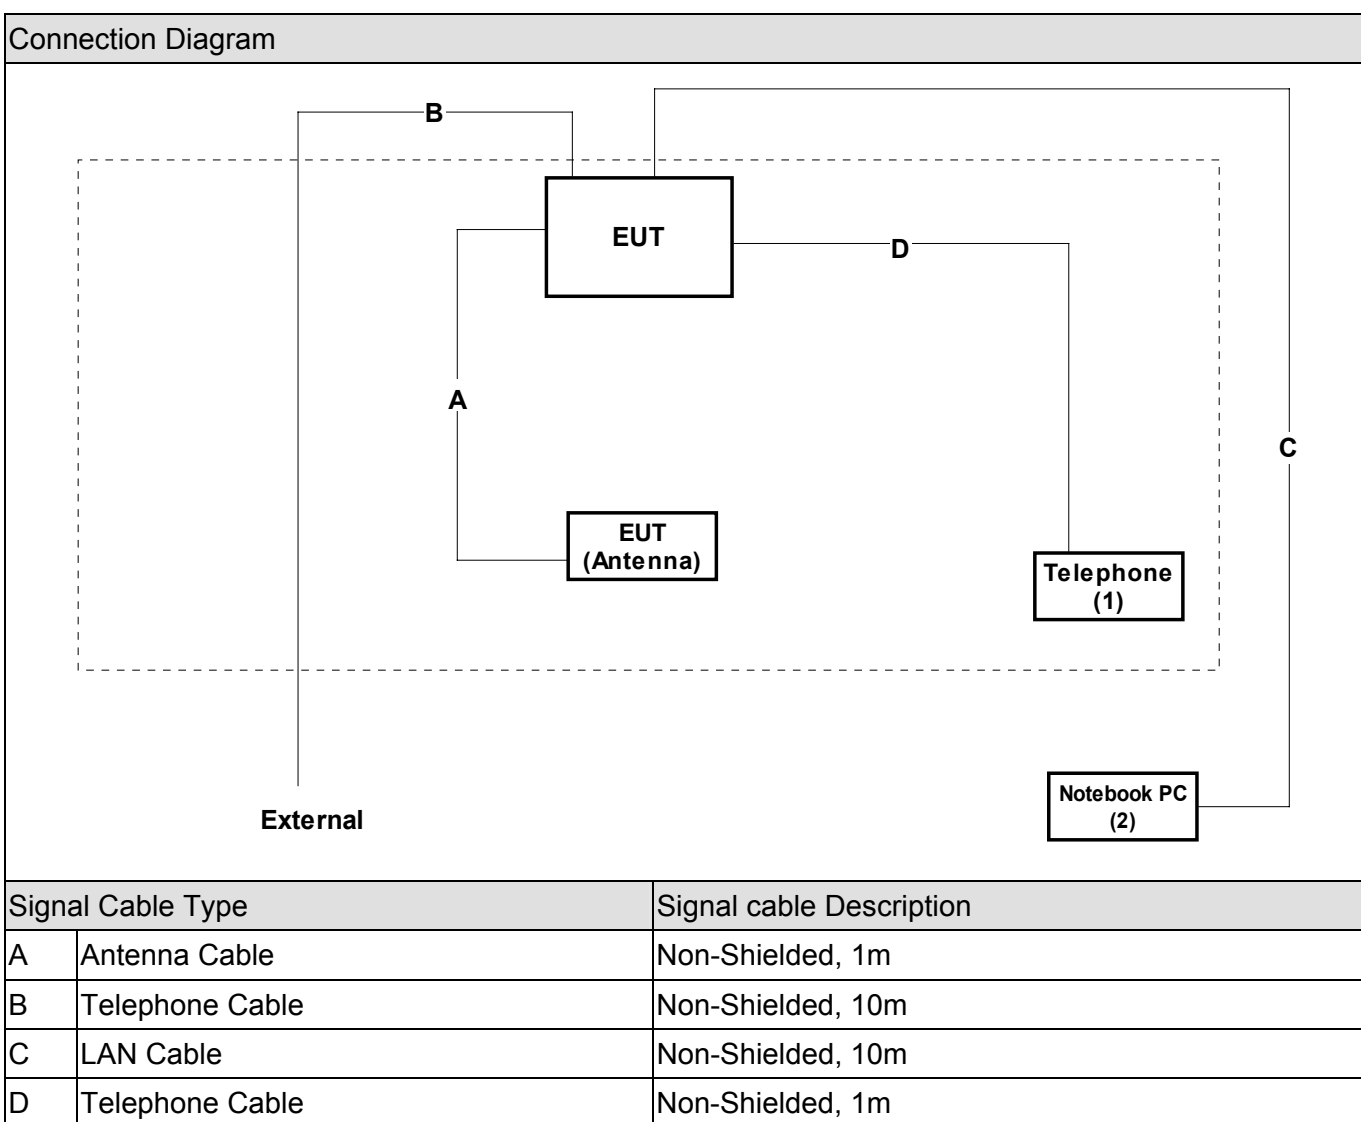 Connection Diagram
B
EUT
D
A
C
EUT
(Antenna)
Telephone
(1)
Notebook PC
(2)
External
Signal Cable Type Signal cable Description
A Antenna Cable Non-Shielded, 1m
B Telephone Cable Non-Shielded, 10m
C LAN Cable Non-Shielded, 10m
D Telephone Cable Non-Shielded, 1m